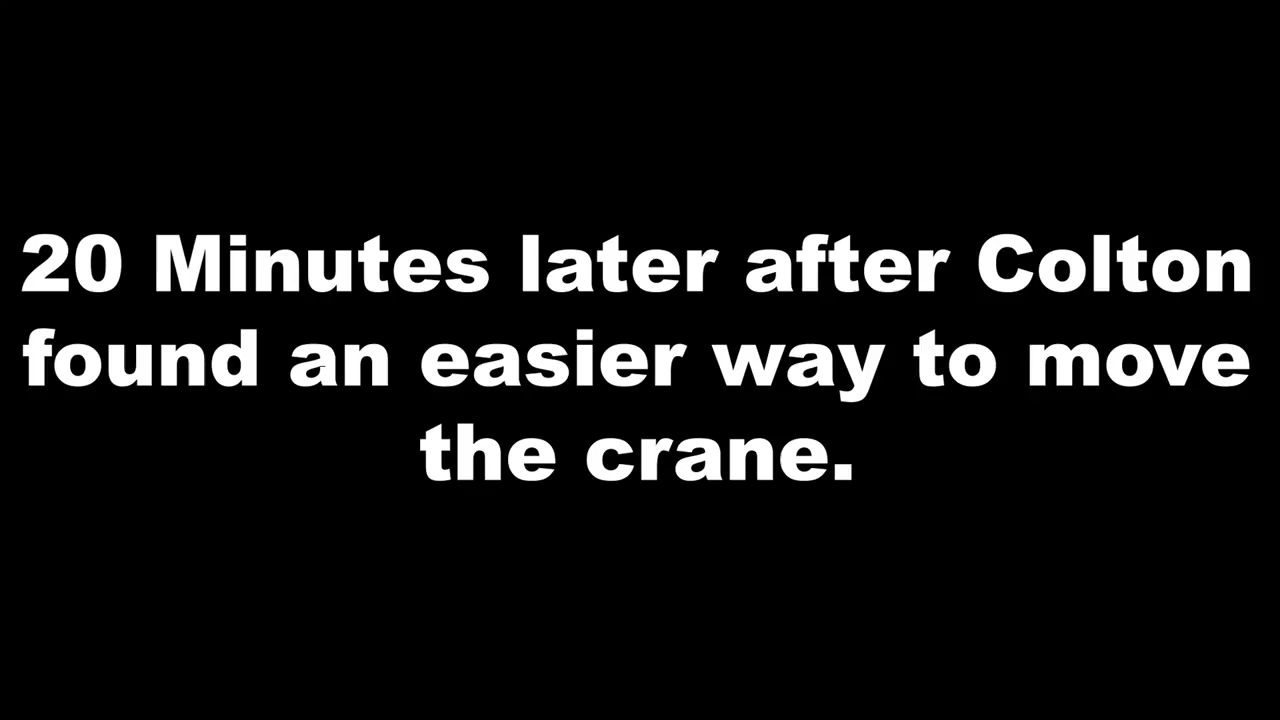 20 Minutes later after Colton
found an easier way to move
the crane.